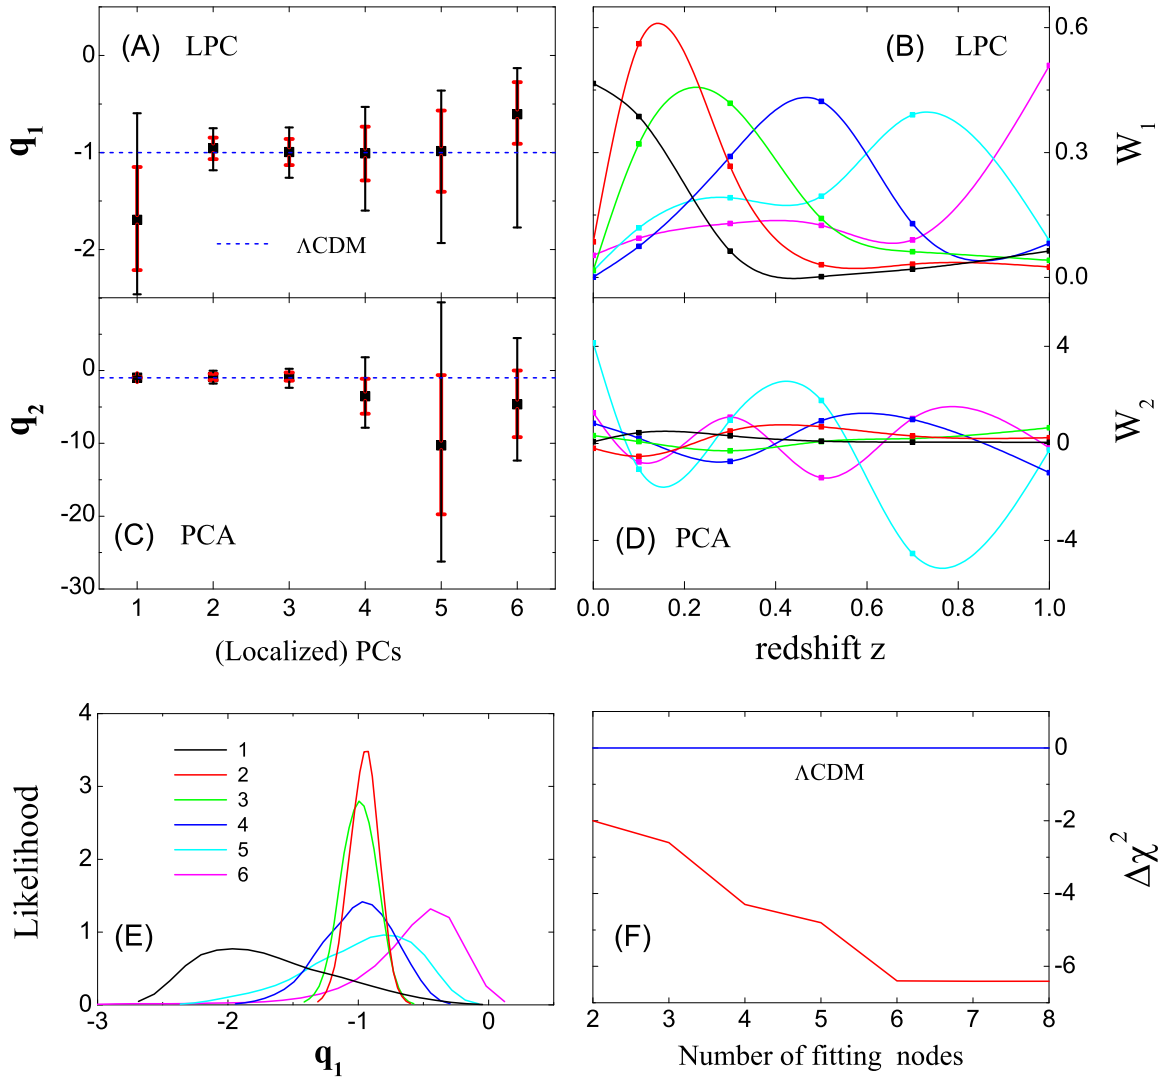 (A) LPC
0
-1
-2
q1
ΛCDM
(B) LPC
0.6
0.3
0.0
W1
0
-10
-20
-30
q2
(C) PCA
1 2 3 4 5 6
(Localized) PCs
4
0
-4
W2
(D) PCA
0.0 0.2 0.4 0.6 0.8 1.0
redshift z
4
3
2
1
0
Likelihood
1
2
3
4
5
6
(E)
-3 -2 -1 0
q1
0
-2
-4
-6
Δχ²
ΛCDM
(F)
2 3 4 5 6 7 8
Number of fitting nodes